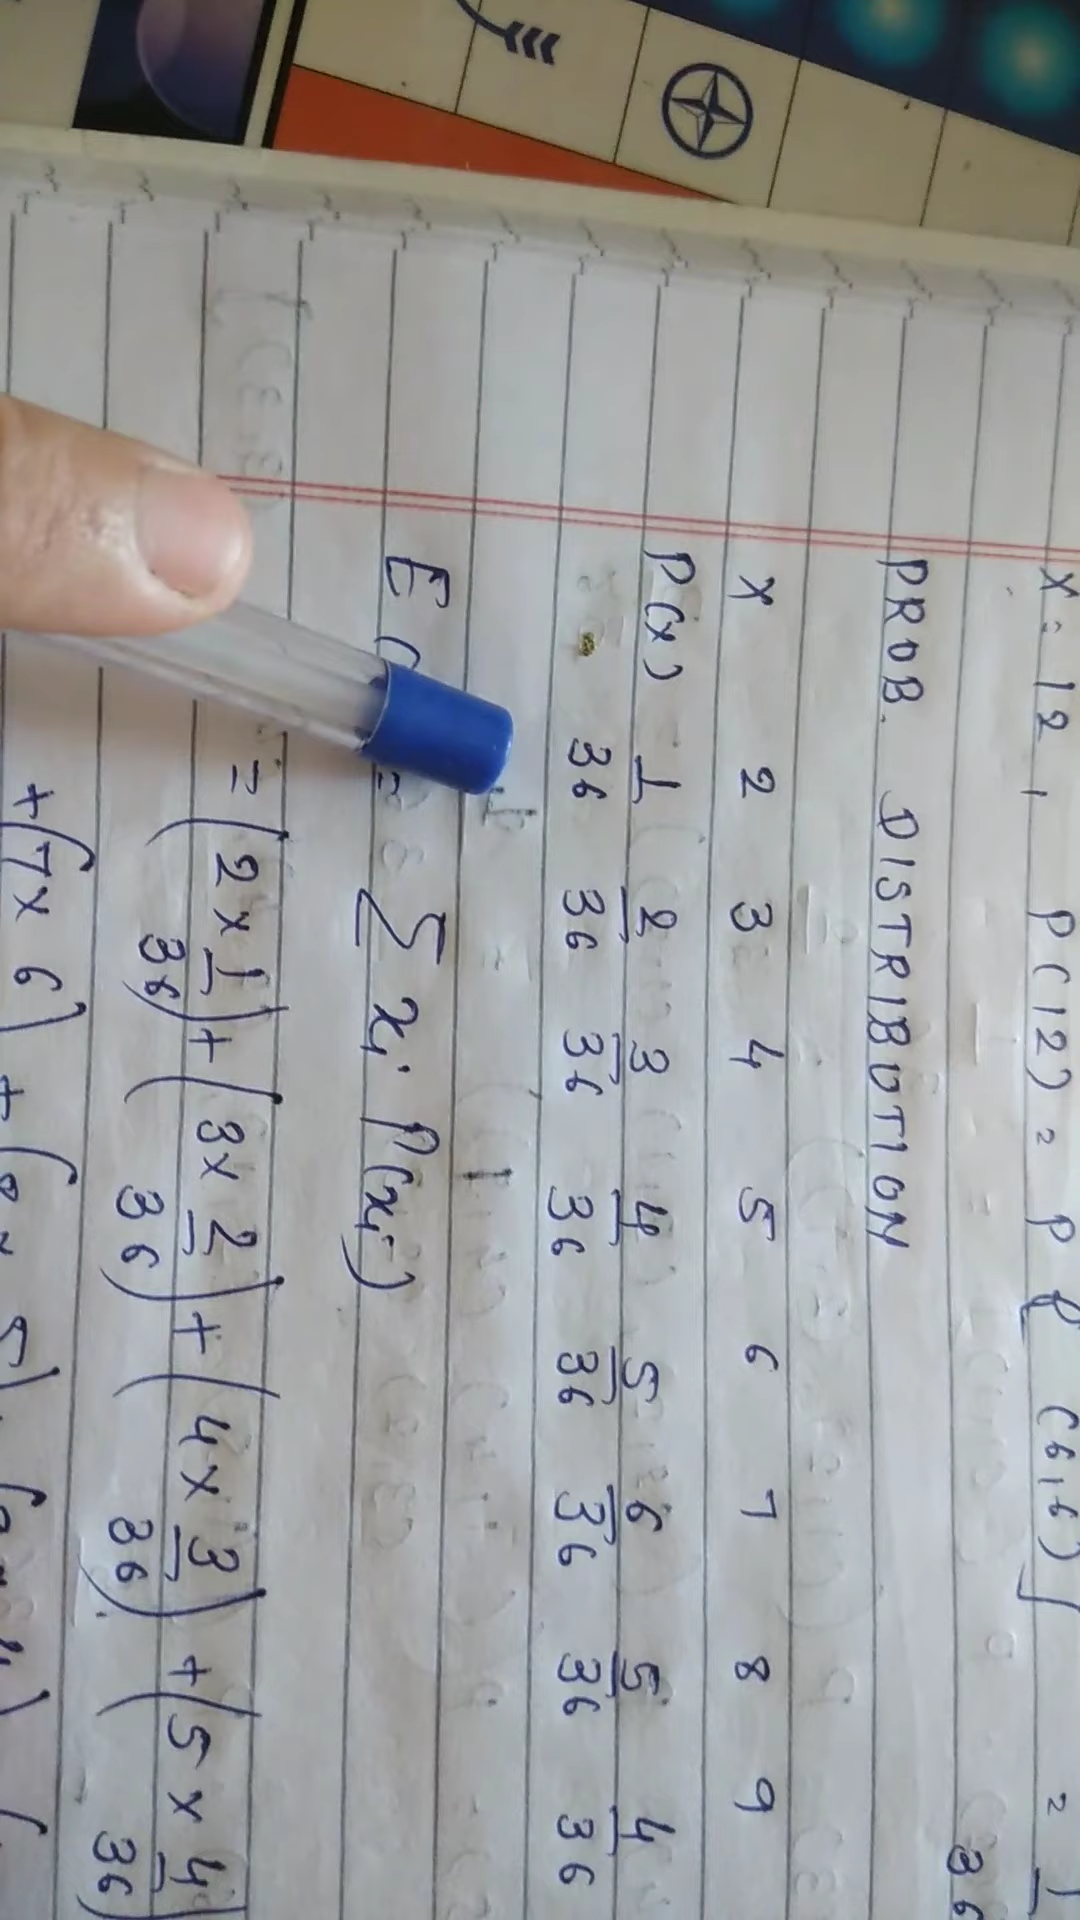 X = 12, P(12) = P { (6,6) } = 1/36
PROB. DISTRIBUTION
X 2 3 4 5 6 7 8 9
P(X) 1/36 2/36 3/36 4/36 5/36 6/36 5/36 4/36
E( = Σ xi P(xi)
= (2 x 1/36) + (3 x 2/36) + (4 x 3/36) + (5 x 4/36)
+ (7 x 6) + (